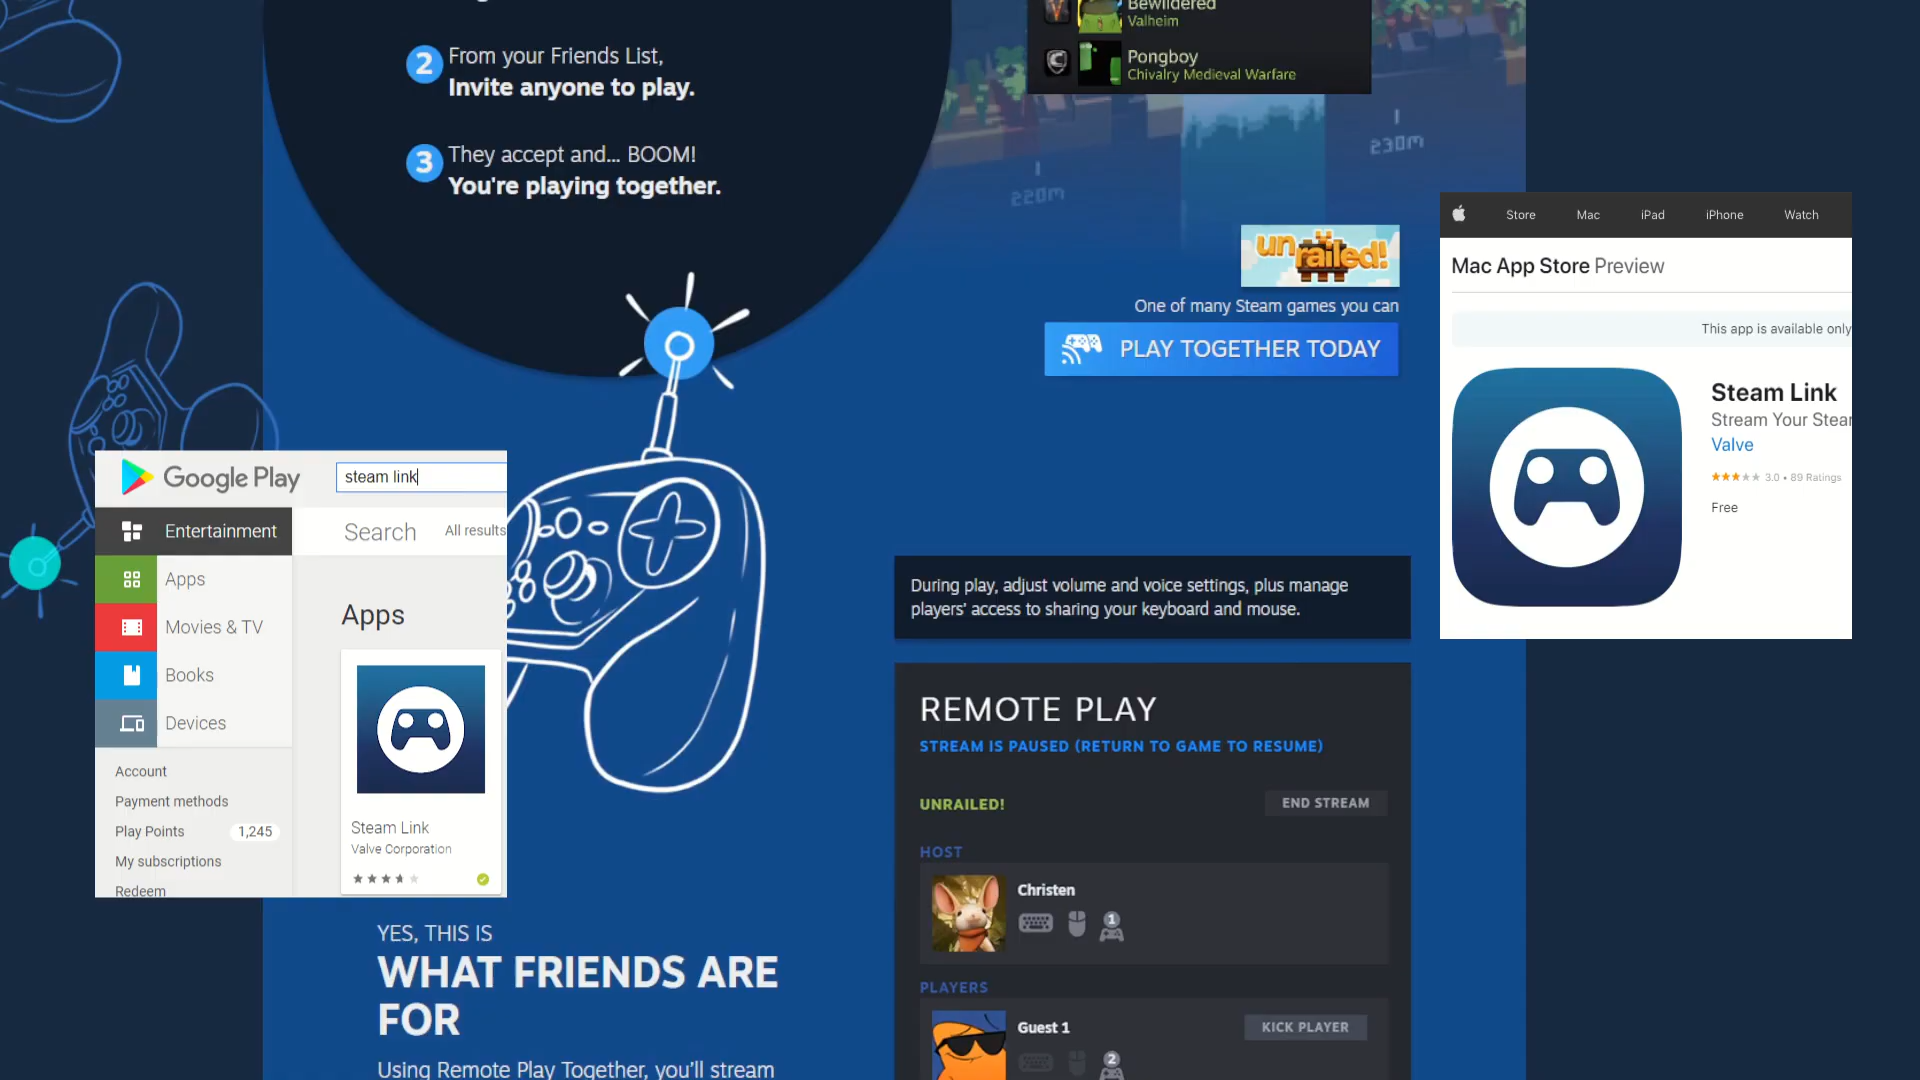 2 From your Friends List,
Invite anyone to play.
3 They accept and... BOOM!
You're playing together.
Bewildered
Valheim
Pongboy
Chivalry Medieval Warfare
220m
230m
unrailed!
One of many Steam games you can
PLAY TOGETHER TODAY
Store Mac iPad iPhone Watch
Mac App Store Preview
This app is available only
Steam Link
Stream Your Stear
Valve
3.0 • 89 Ratings
Free
Google Play steam link
Entertainment Search All results
Apps
Movies & TV
Books
Devices
Account
Payment methods
Play Points 1,245
My subscriptions
Redeem
Apps
Steam Link
Valve Corporation
During play, adjust volume and voice settings, plus manage
players' access to sharing your keyboard and mouse.
REMOTE PLAY
STREAM IS PAUSED (RETURN TO GAME TO RESUME)
UNRAILED! END STREAM
HOST
Christen
1
PLAYERS
Guest 1 KICK PLAYER
2
YES, THIS IS
WHAT FRIENDS ARE
FOR
Using Remote Play Together, you'll stream